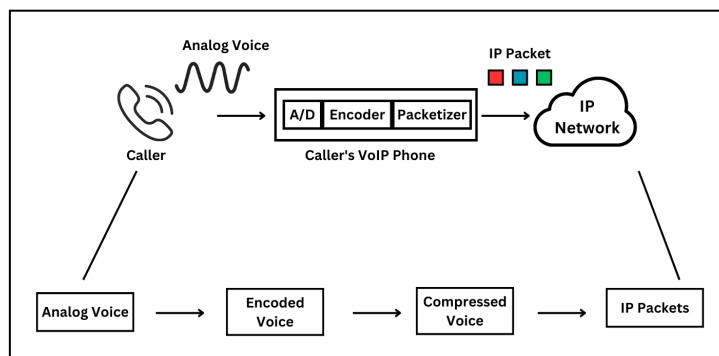 Analog Voice
IP Packet
A/D
Encoder
Packetizer
IP
Network
Caller
Caller's VoIP Phone
Analog Voice
Encoded
Voice
Compressed
Voice
IP Packets